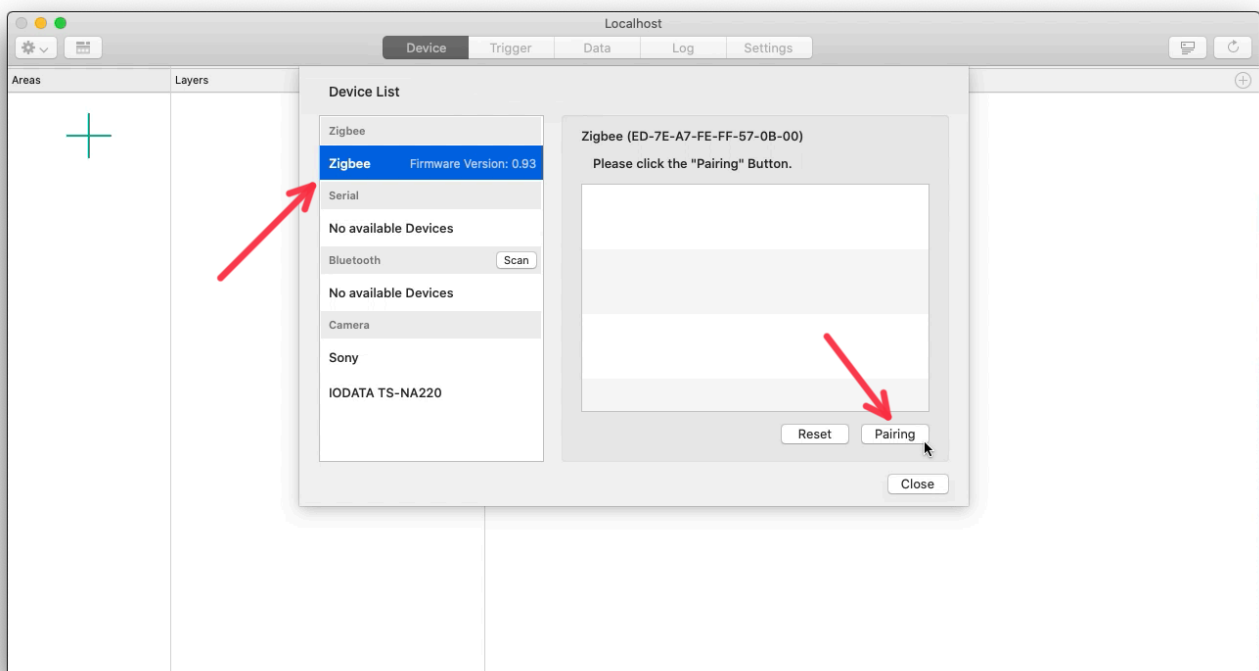 Localhost
Device Trigger Data Log Settings
Areas
Layers
Device List
Zigbee
Zigbee Firmware Version: 0.93
Serial
No available Devices
Bluetooth Scan
No available Devices
Camera
Sony
IODATA TS-NA220
Zigbee (ED-7E-A7-FE-FF-57-0B-00)
Please click the "Pairing" Button.
Reset Pairing
Close